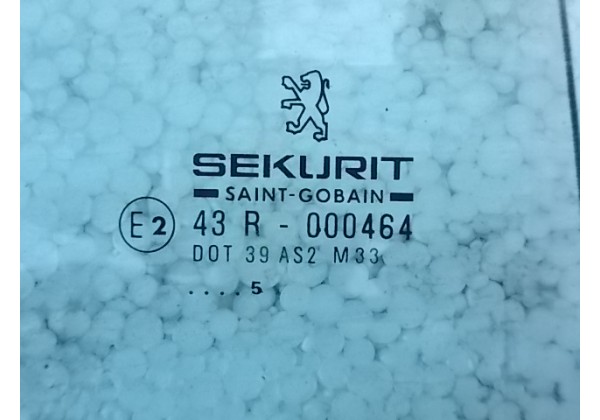 SEKURIT
SAINT-GOBAIN
E2 43 R - 000464
DOT 39 AS2 M33
....5